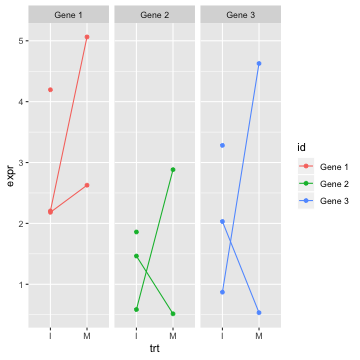 Gene 1 Gene 2 Gene 3
5
4
3
2
1
expr
I M I M I M
trt
id
Gene 1
Gene 2
Gene 3